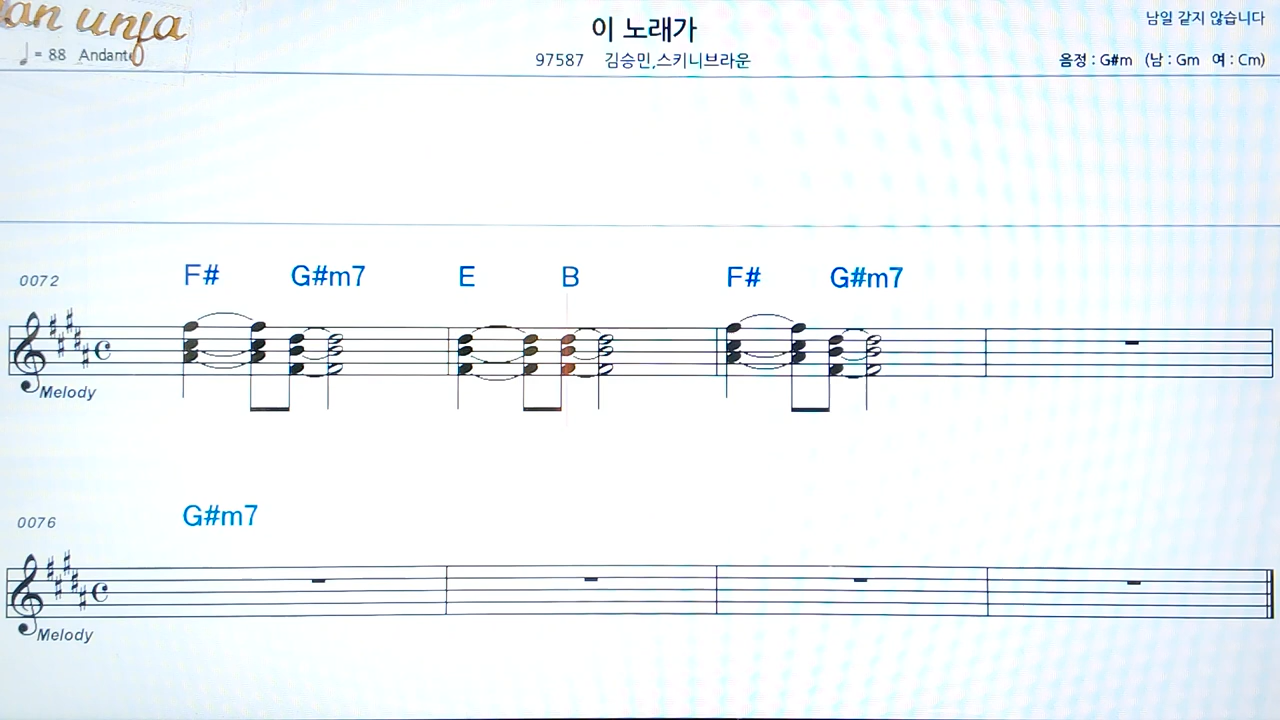 이 노래가
남일 같지 않습니다
♩ = 88 Andante
97587 김승민,스키니브라운
음정 : G#m (남 : Gm 여 : Cm)
0072 F# G#m7 E B F# G#m7
Melody
0076 G#m7
Melody